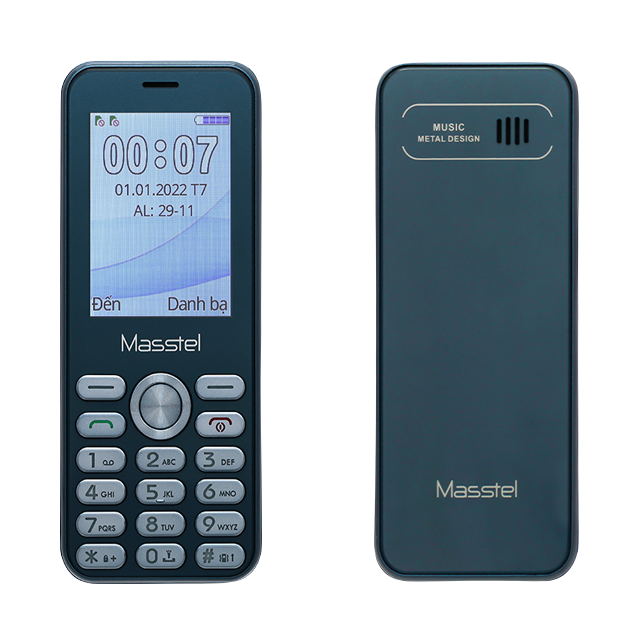 00:07
01.01.2022 T7
AL: 29-11
Đến
Danh bạ
Masstel
1
2 ABC
3 DEF
4 GHI
5 JKL
6 MNO
7 PQRS
8 TUV
9 WXYZ
* +
0
#
MUSIC
METAL DESIGN
Masstel